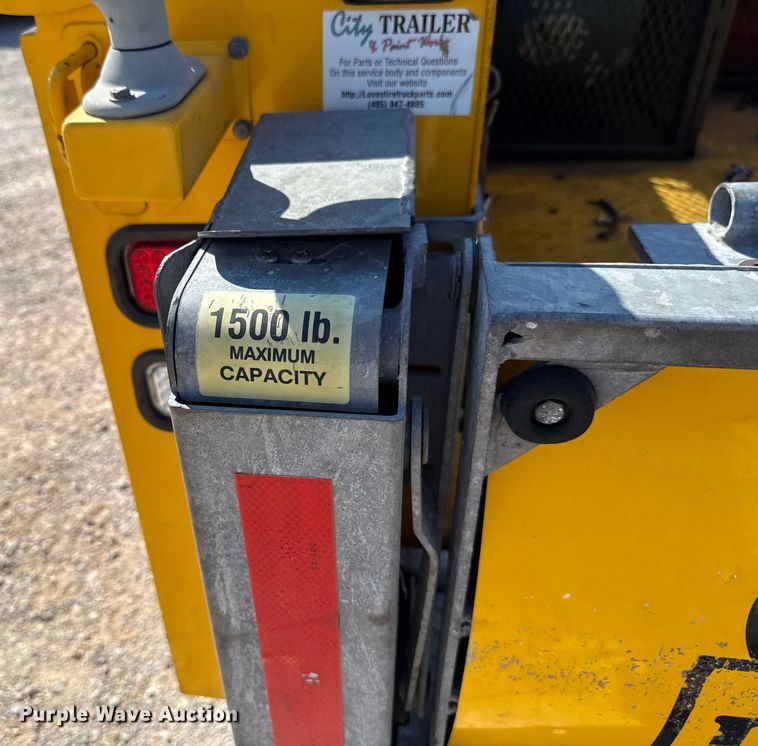 City TRAILER
& Paint Works
For Parts or Technical Questions
On this service body and components
Visit our website
(405) 947-4885
1500 lb.
MAXIMUM
CAPACITY
Purple Wave Auction